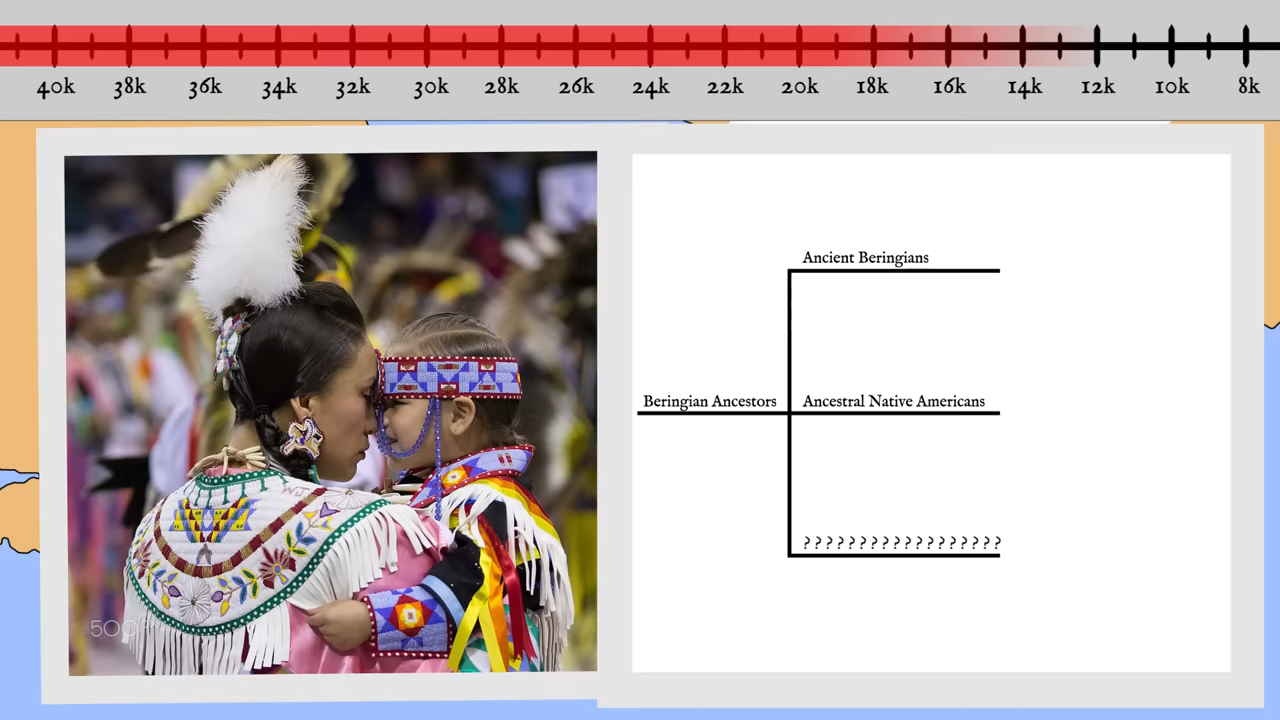 40k 38k 36k 34k 32k 30k 28k 26k 24k 22k 20k 18k 16k 14k 12k 10k 8k
Ancient Beringians
Beringian Ancestors Ancestral Native Americans
? ? ? ? ? ? ? ? ? ? ? ? ? ? ? ? ? ?